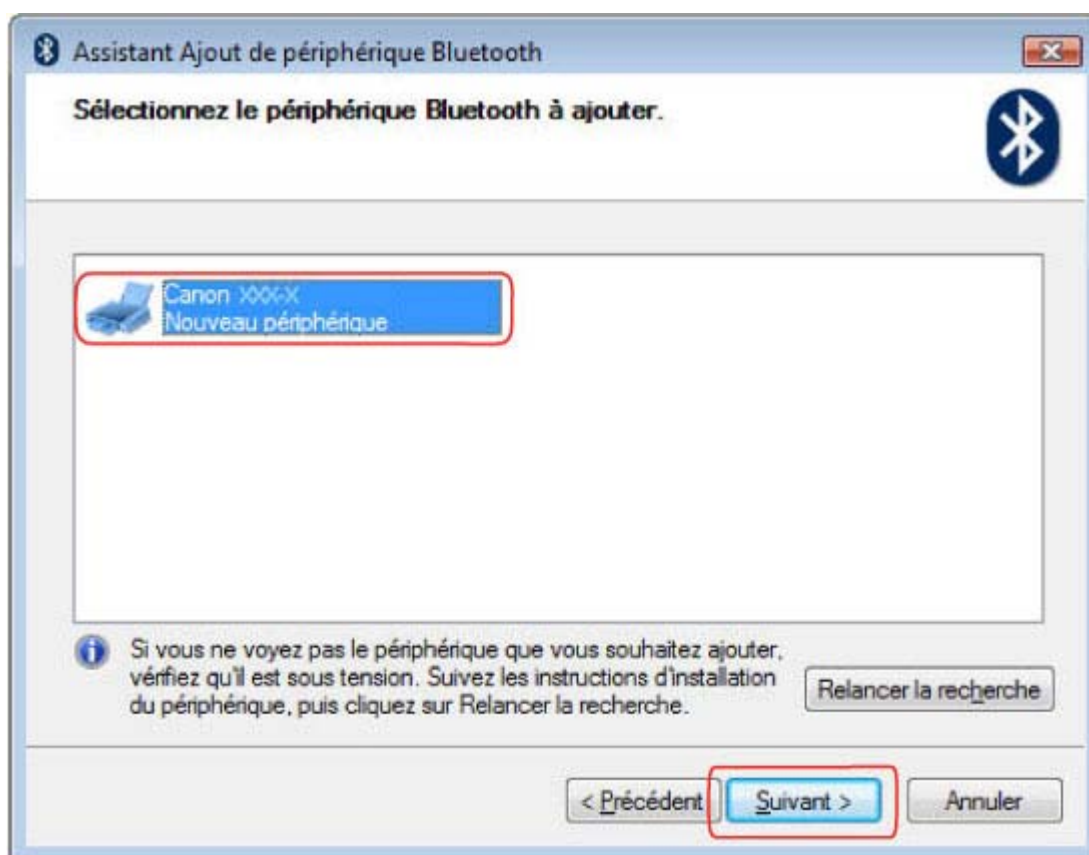 Assistant Ajout de périphérique Bluetooth
Sélectionnez le périphérique Bluetooth à ajouter.
Canon XXX-X
Nouveau périphérique
Si vous ne voyez pas le périphérique que vous souhaitez ajouter,
vérifiez qu'il est sous tension. Suivez les instructions d'installation
du périphérique, puis cliquez sur Relancer la recherche.
Relancer la recherche
< Précédent
Suivant >
Annuler